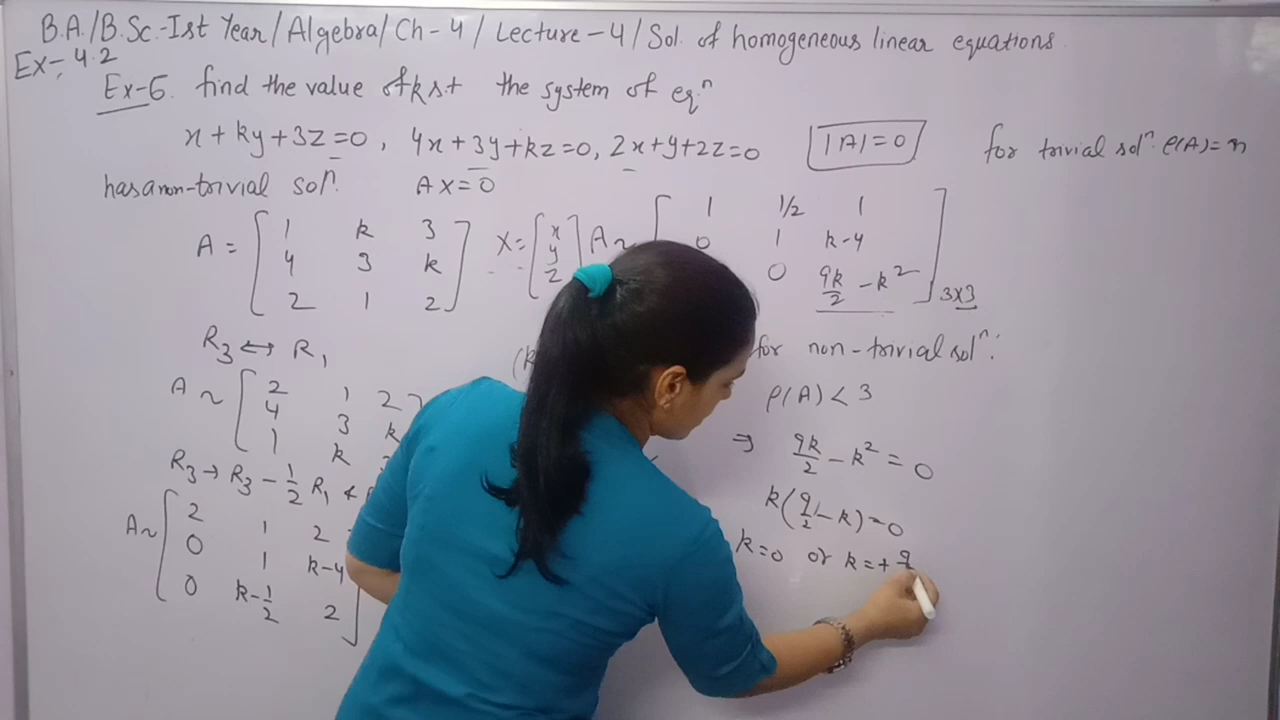 B.A./B.Sc.-Ist Year/Algebra/Ch-4/Lecture-4/Sol. of homogeneous linear equations.
Ex-4.2
Ex-6. find the value of k s.t the system of eqⁿ
x+ky+3z=0, 4x+3y+kz=0, 2x+y+2z=0 |A|=0 for trivial solⁿ. ρ(A)=n
has a non-trivial solⁿ. AX=0
A = [1 k 3 X = [x A ~ [1 1/2 1
4 3 k y 0 1 k-4
2 1 2] z] 0 9k/2 - k²] 3x3
R₃ ↔ R₁ (k for non-trivial solⁿ:
A ~ [2 1 2 ρ(A) < 3
4 3 k
1 k ⇒ 9k/2 - k² = 0
R₃ → R₃ - 1/2 R₁ k(9/2 - k) = 0
A ~ [2 1 2 k=0 or k=+9
0 1 k-4
0 k-1/2 2]